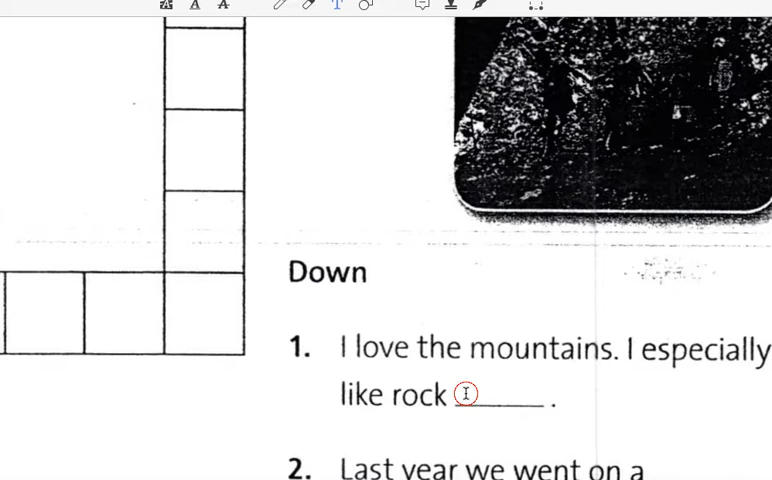 Down
1. I love the mountains. I especially
like rock ______ .
2. Last year we went on a